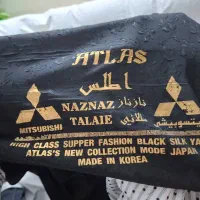 ATLAS
اطلس
NAZNAZ نازناز
MITSUBISHI TALAIE طلایی میتسوبیشی
HIGH CLASS SUPPER FASHION BLACK SILK YA
ATLAS'S NEW COLLECTION MODE JAPAN
MADE IN KOREA